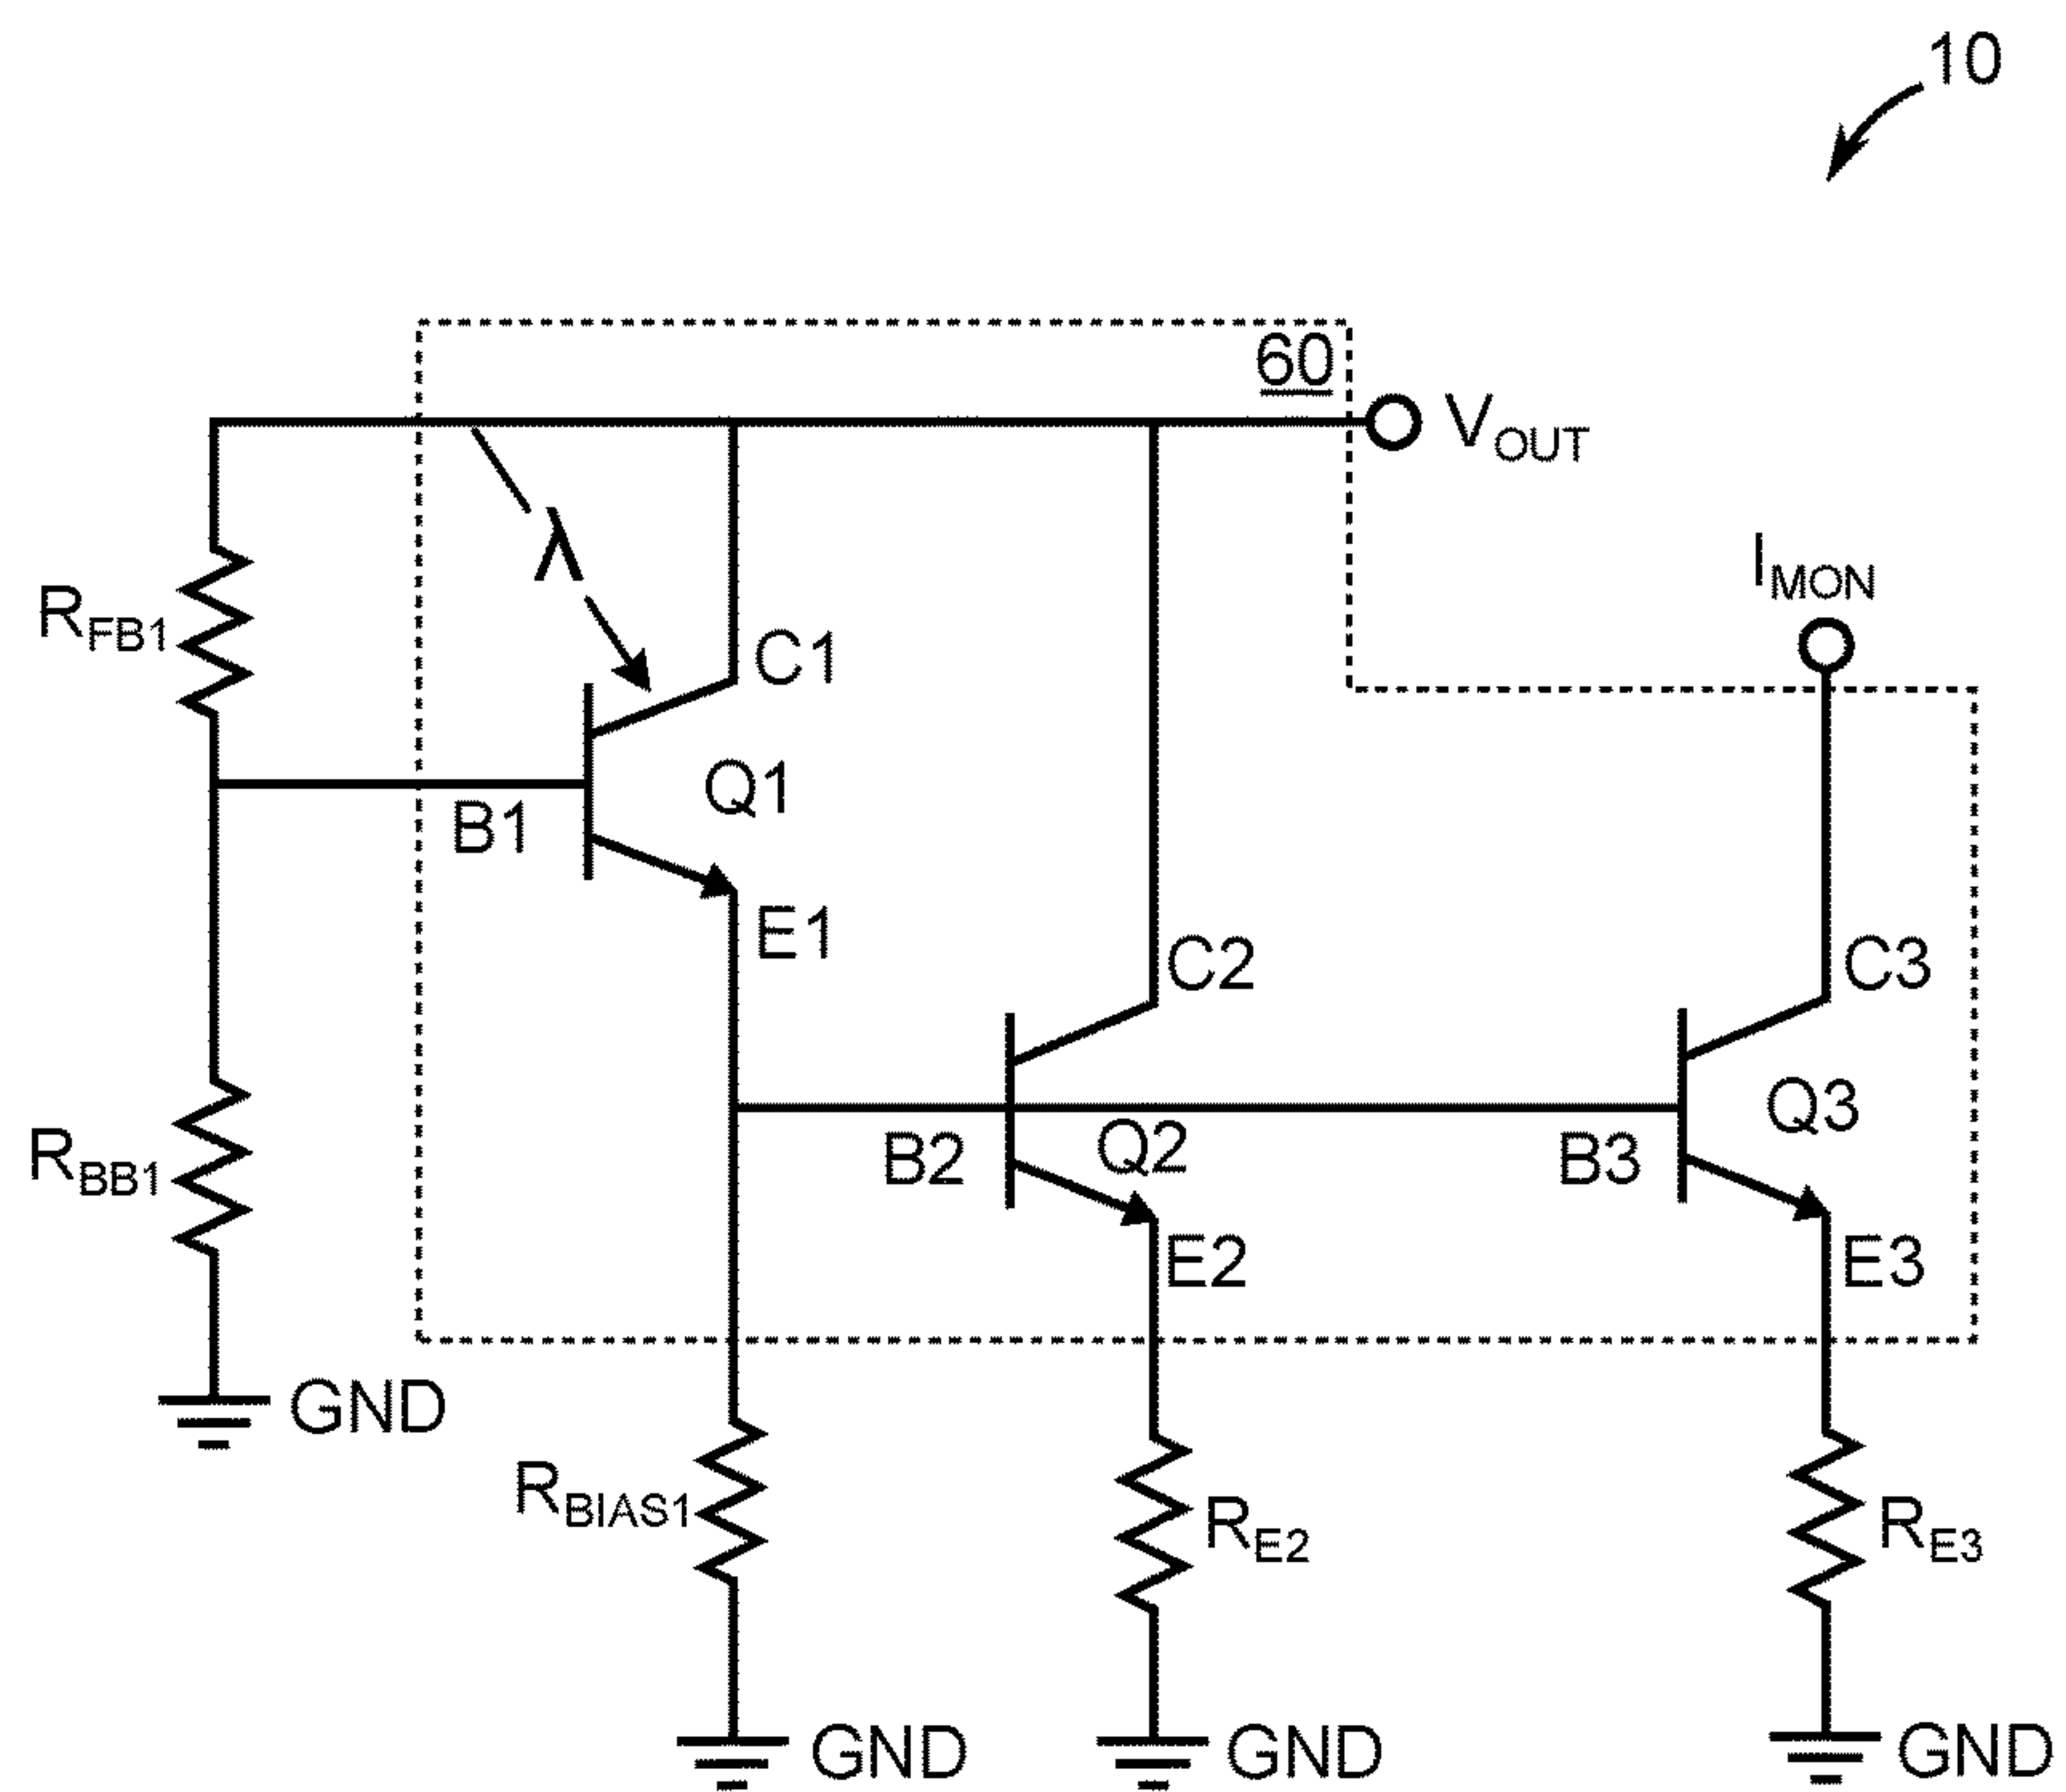 10
60
VOUT
λ
IMON
RFB1
C1
Q1
B1
E1
C2
C3
Q3
RBB1
B2
Q2
B3
E2
E3
GND
RBIAS1
RE2
RE3
GND
GND
GND